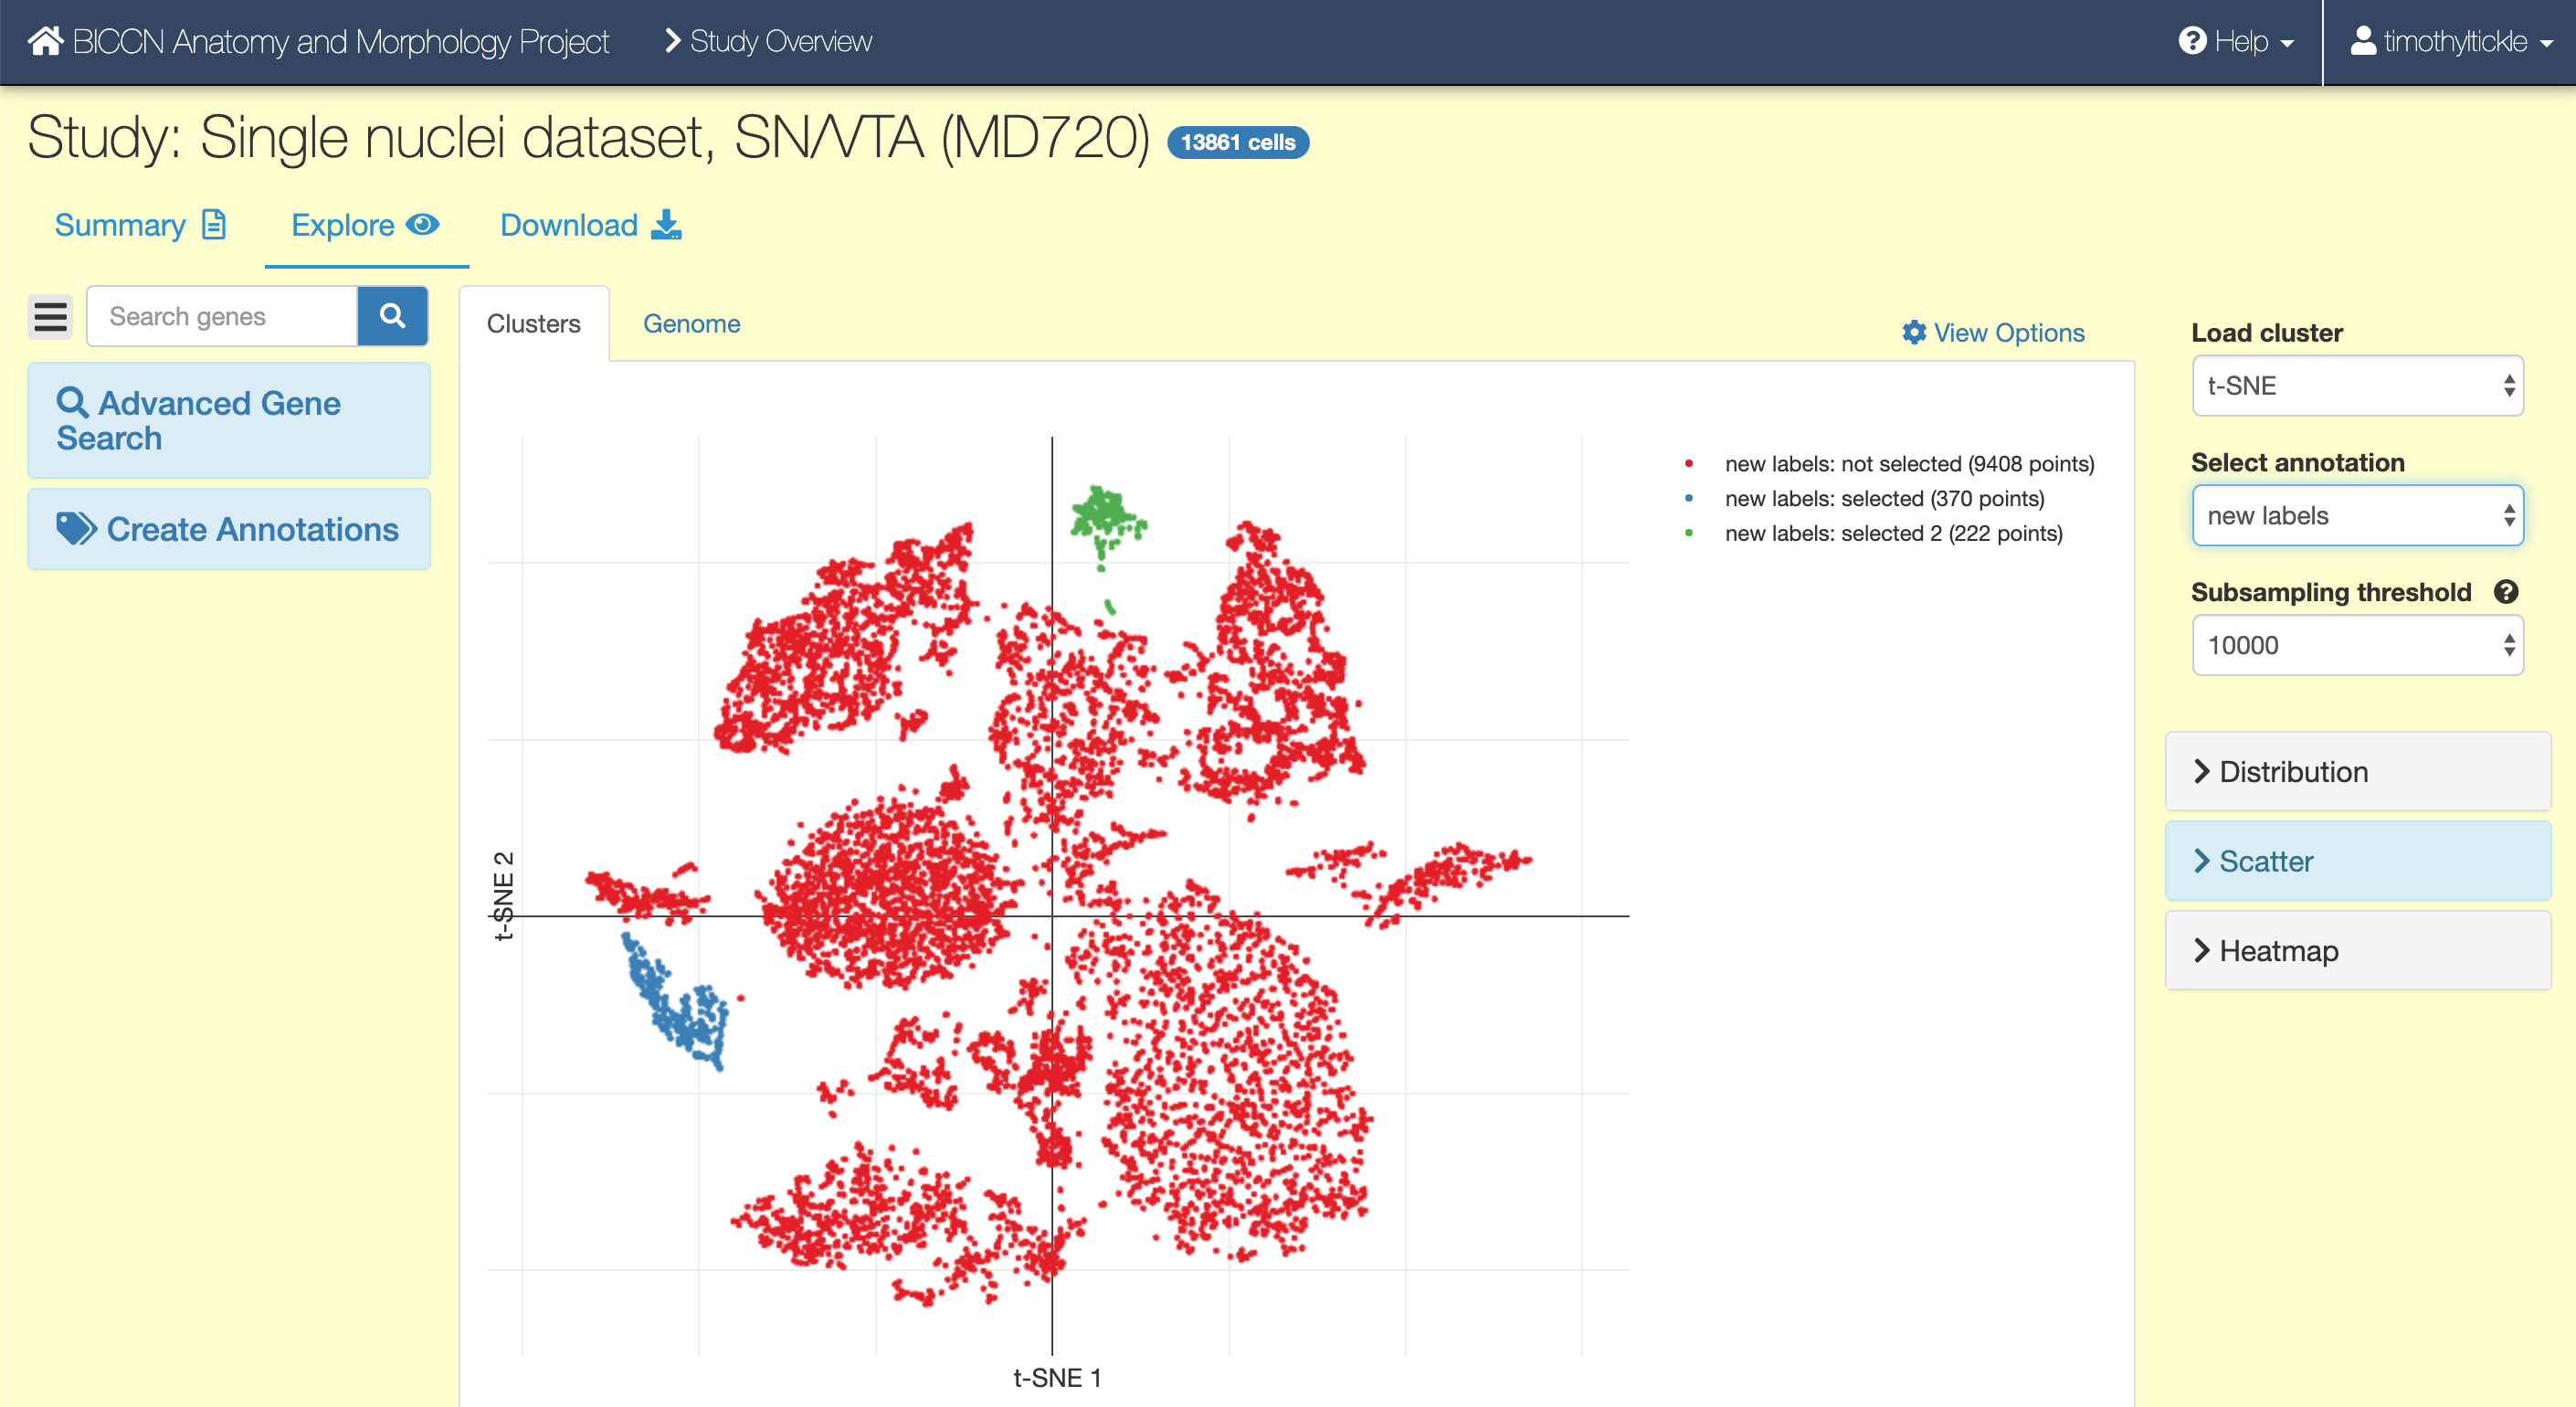 BICCN Anatomy and Morphology Project
Study Overview
Help
timothyltickle
Study: Single nuclei dataset, SN/VTA (MD720)
13861 cells
Summary
Explore
Download
Search genes
Advanced Gene
Search
Create Annotations
Clusters
Genome
View Options
new labels: not selected (9408 points)
new labels: selected (370 points)
new labels: selected 2 (222 points)
t-SNE 2
t-SNE 1
Load cluster
t-SNE
Select annotation
new labels
Subsampling threshold
10000
Distribution
Scatter
Heatmap